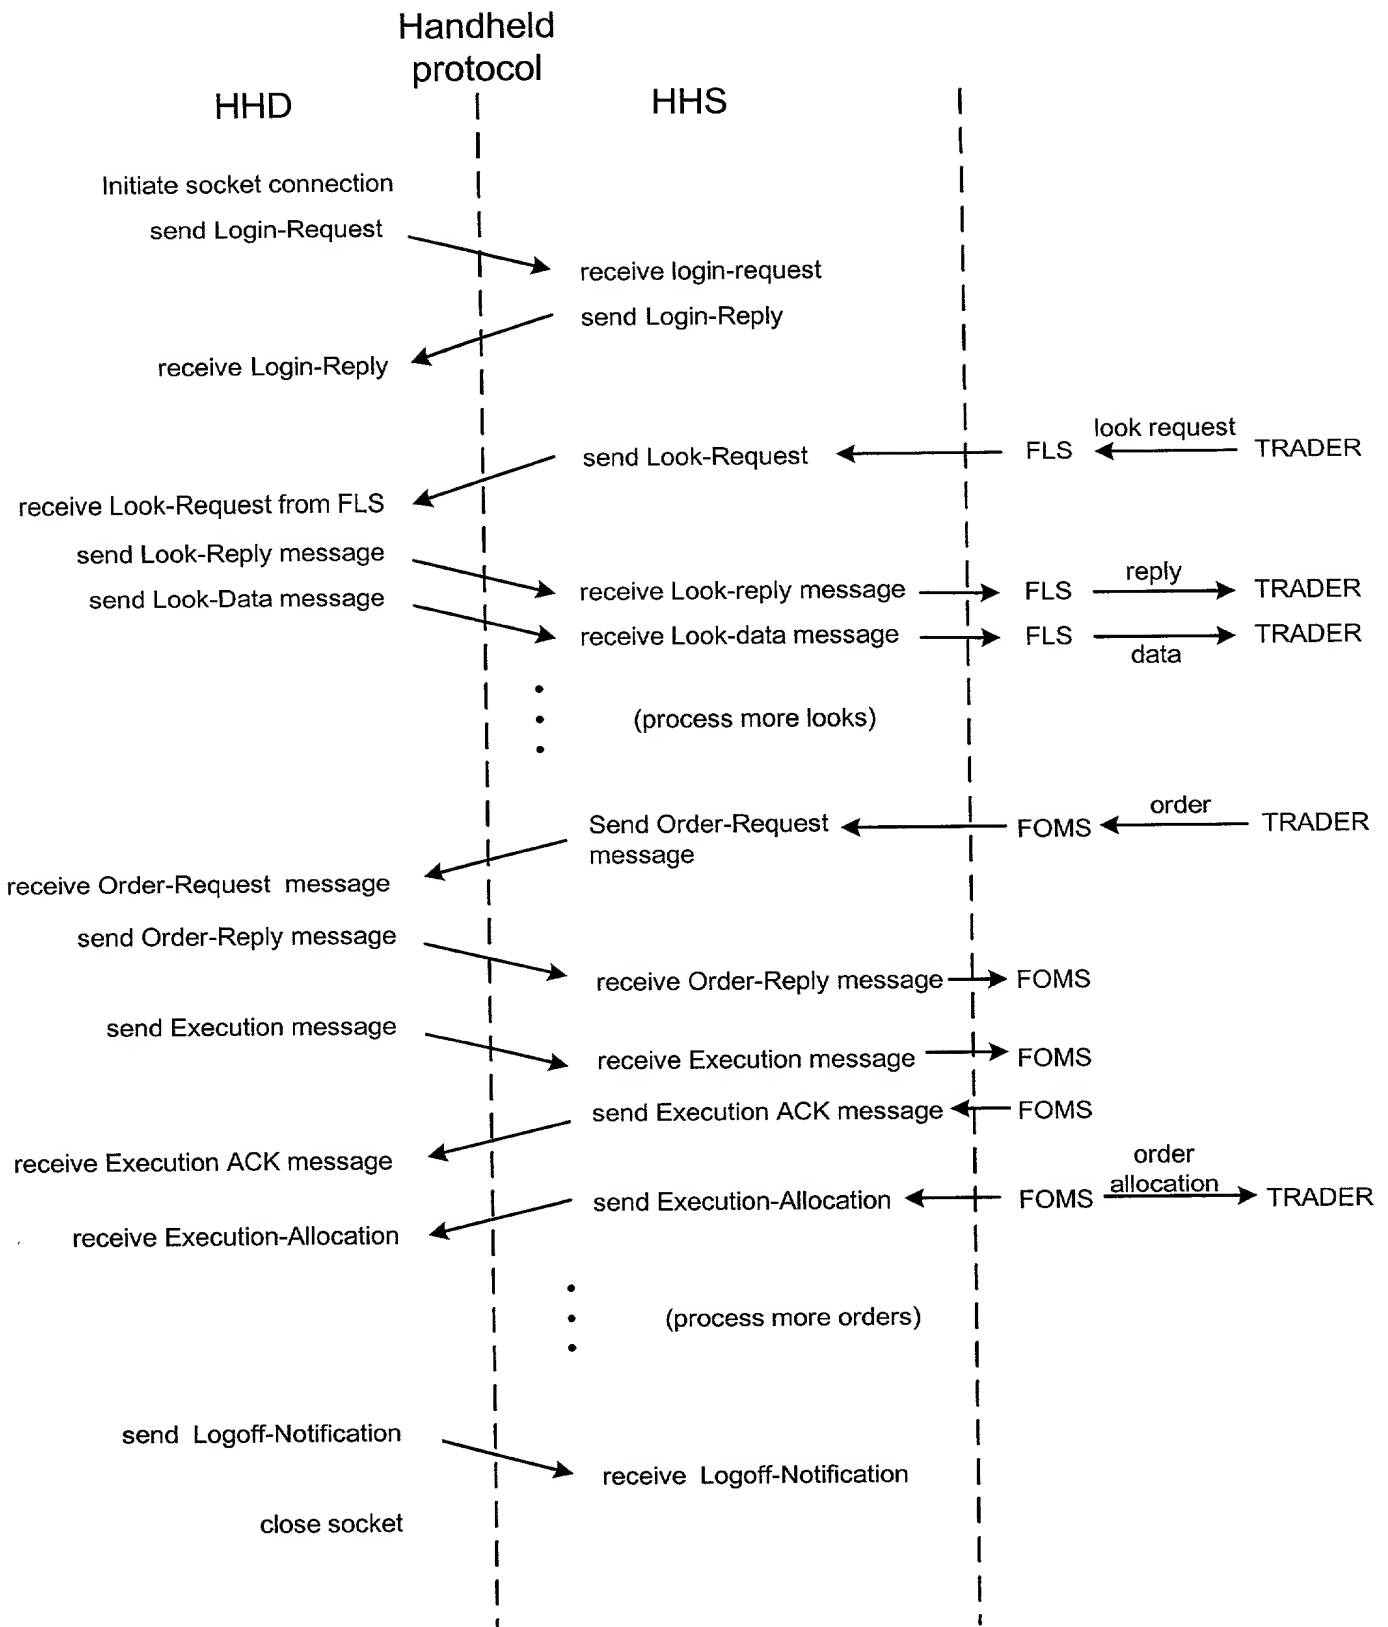 Handheld
protocol
HHD
HHS
Initiate socket connection
send Login-Request
receive login-request
send Login-Reply
receive Login-Reply
look request
send Look-Request
FLS
TRADER
receive Look-Request from FLS
send Look-Reply message
reply
receive Look-reply message
FLS
TRADER
send Look-Data message
receive Look-data message
FLS
TRADER
data
(process more looks)
order
Send Order-Request
message
FOMS
TRADER
receive Order-Request message
send Order-Reply message
receive Order-Reply message
FOMS
send Execution message
receive Execution message
FOMS
send Execution ACK message
FOMS
receive Execution ACK message
order
allocation
send Execution-Allocation
FOMS
TRADER
receive Execution-Allocation
(process more orders)
send Logoff-Notification
receive Logoff-Notification
close socket